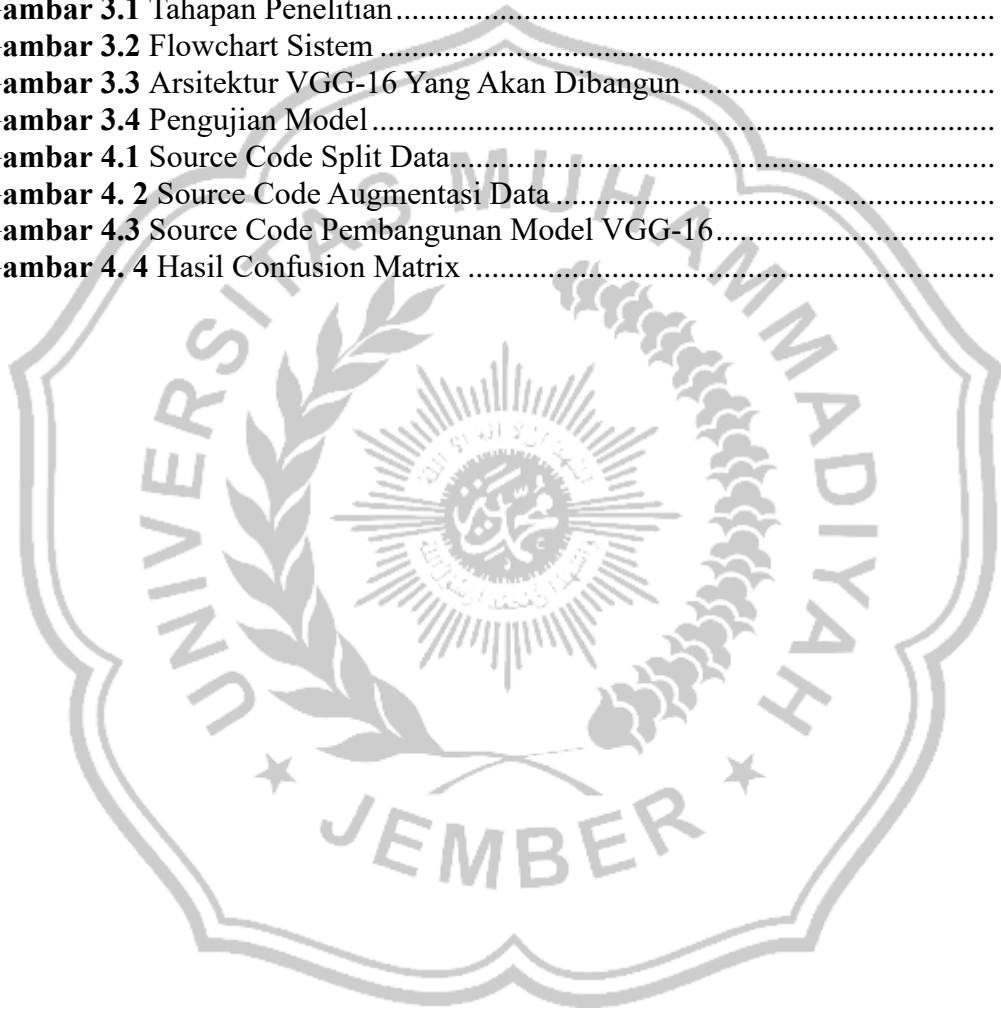 ambar 3.1 Tahapan Penelitian
ambar 3.2 Flowchart Sistem
ambar 3.3 Arsitektur VGG-16 Yang Akan Dibangun
ambar 3.4 Pengujian Model
ambar 4.1 Source Code Split Data
ambar 4. 2 Source Code Augmentasi Data
ambar 4.3 Source Code Pembangunan Model VGG-16
ambar 4. 4 Hasil Confusion Matrix
UNIVERSITAS MUHAMMADIYAH
JEMBER